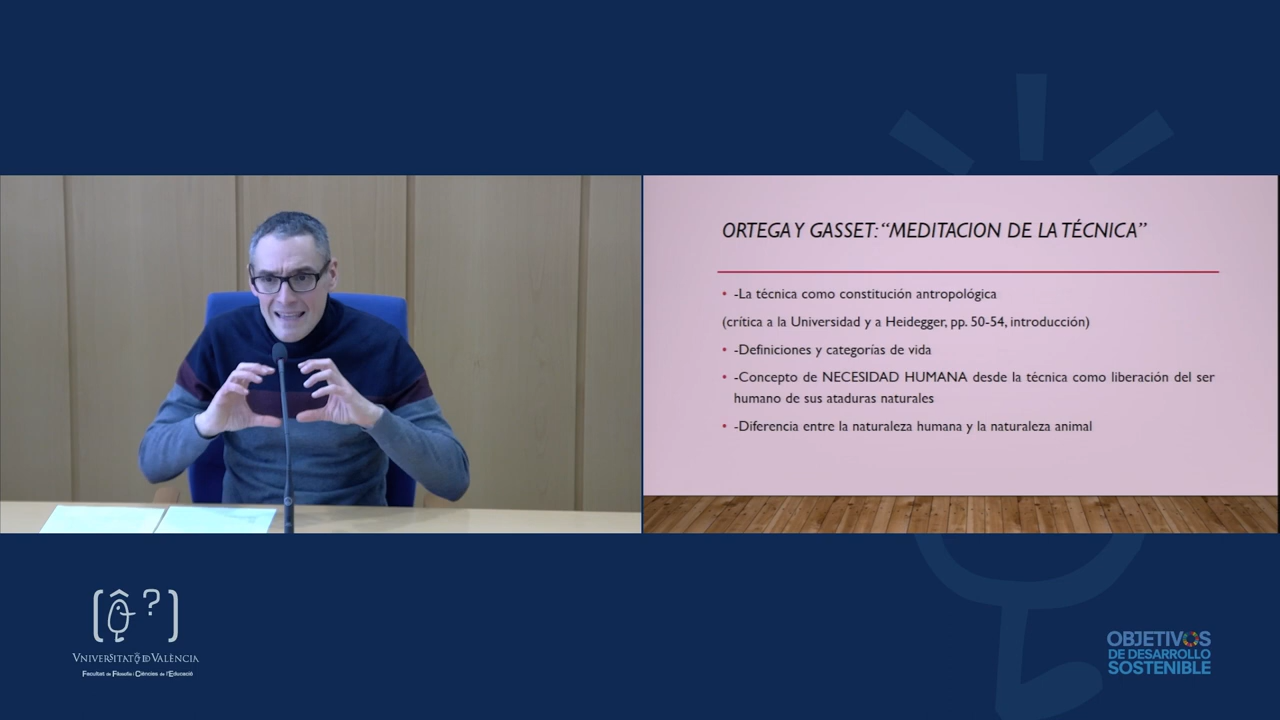 ORTEGA Y GASSET: “MEDITACION DE LA TÉCNICA”
• -La técnica como constitución antropológica
(crítica a la Universidad y a Heidegger, pp. 50-54, introducción)
• -Definiciones y categorías de vida
• -Concepto de NECESIDAD HUMANA desde la técnica como liberación del ser
humano de sus ataduras naturales
• -Diferencia entre la naturaleza humana y la naturaleza animal
[ô?]
VNIVERSITAT ID VALÈNCIA
Facultat de Filosofia i Ciències de l'Educació
OBJETIVOS
DE DESARROLLO
SOSTENIBLE